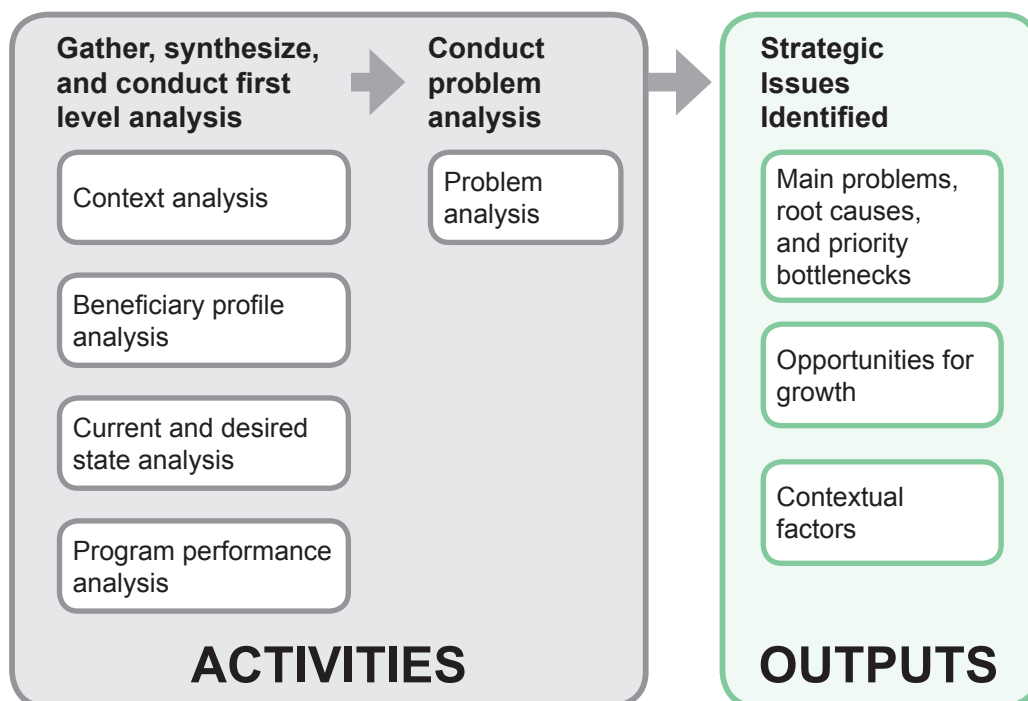 Gather, synthesize,
and conduct first
level analysis
Context analysis
Beneficiary profile
analysis
Current and desired
state analysis
Program performance
analysis
Conduct
problem
analysis
Problem
analysis
ACTIVITIES
Strategic
Issues
Identified
Main problems,
root causes,
and priority
bottlenecks
Opportunities for
growth
Contextual
factors
OUTPUTS